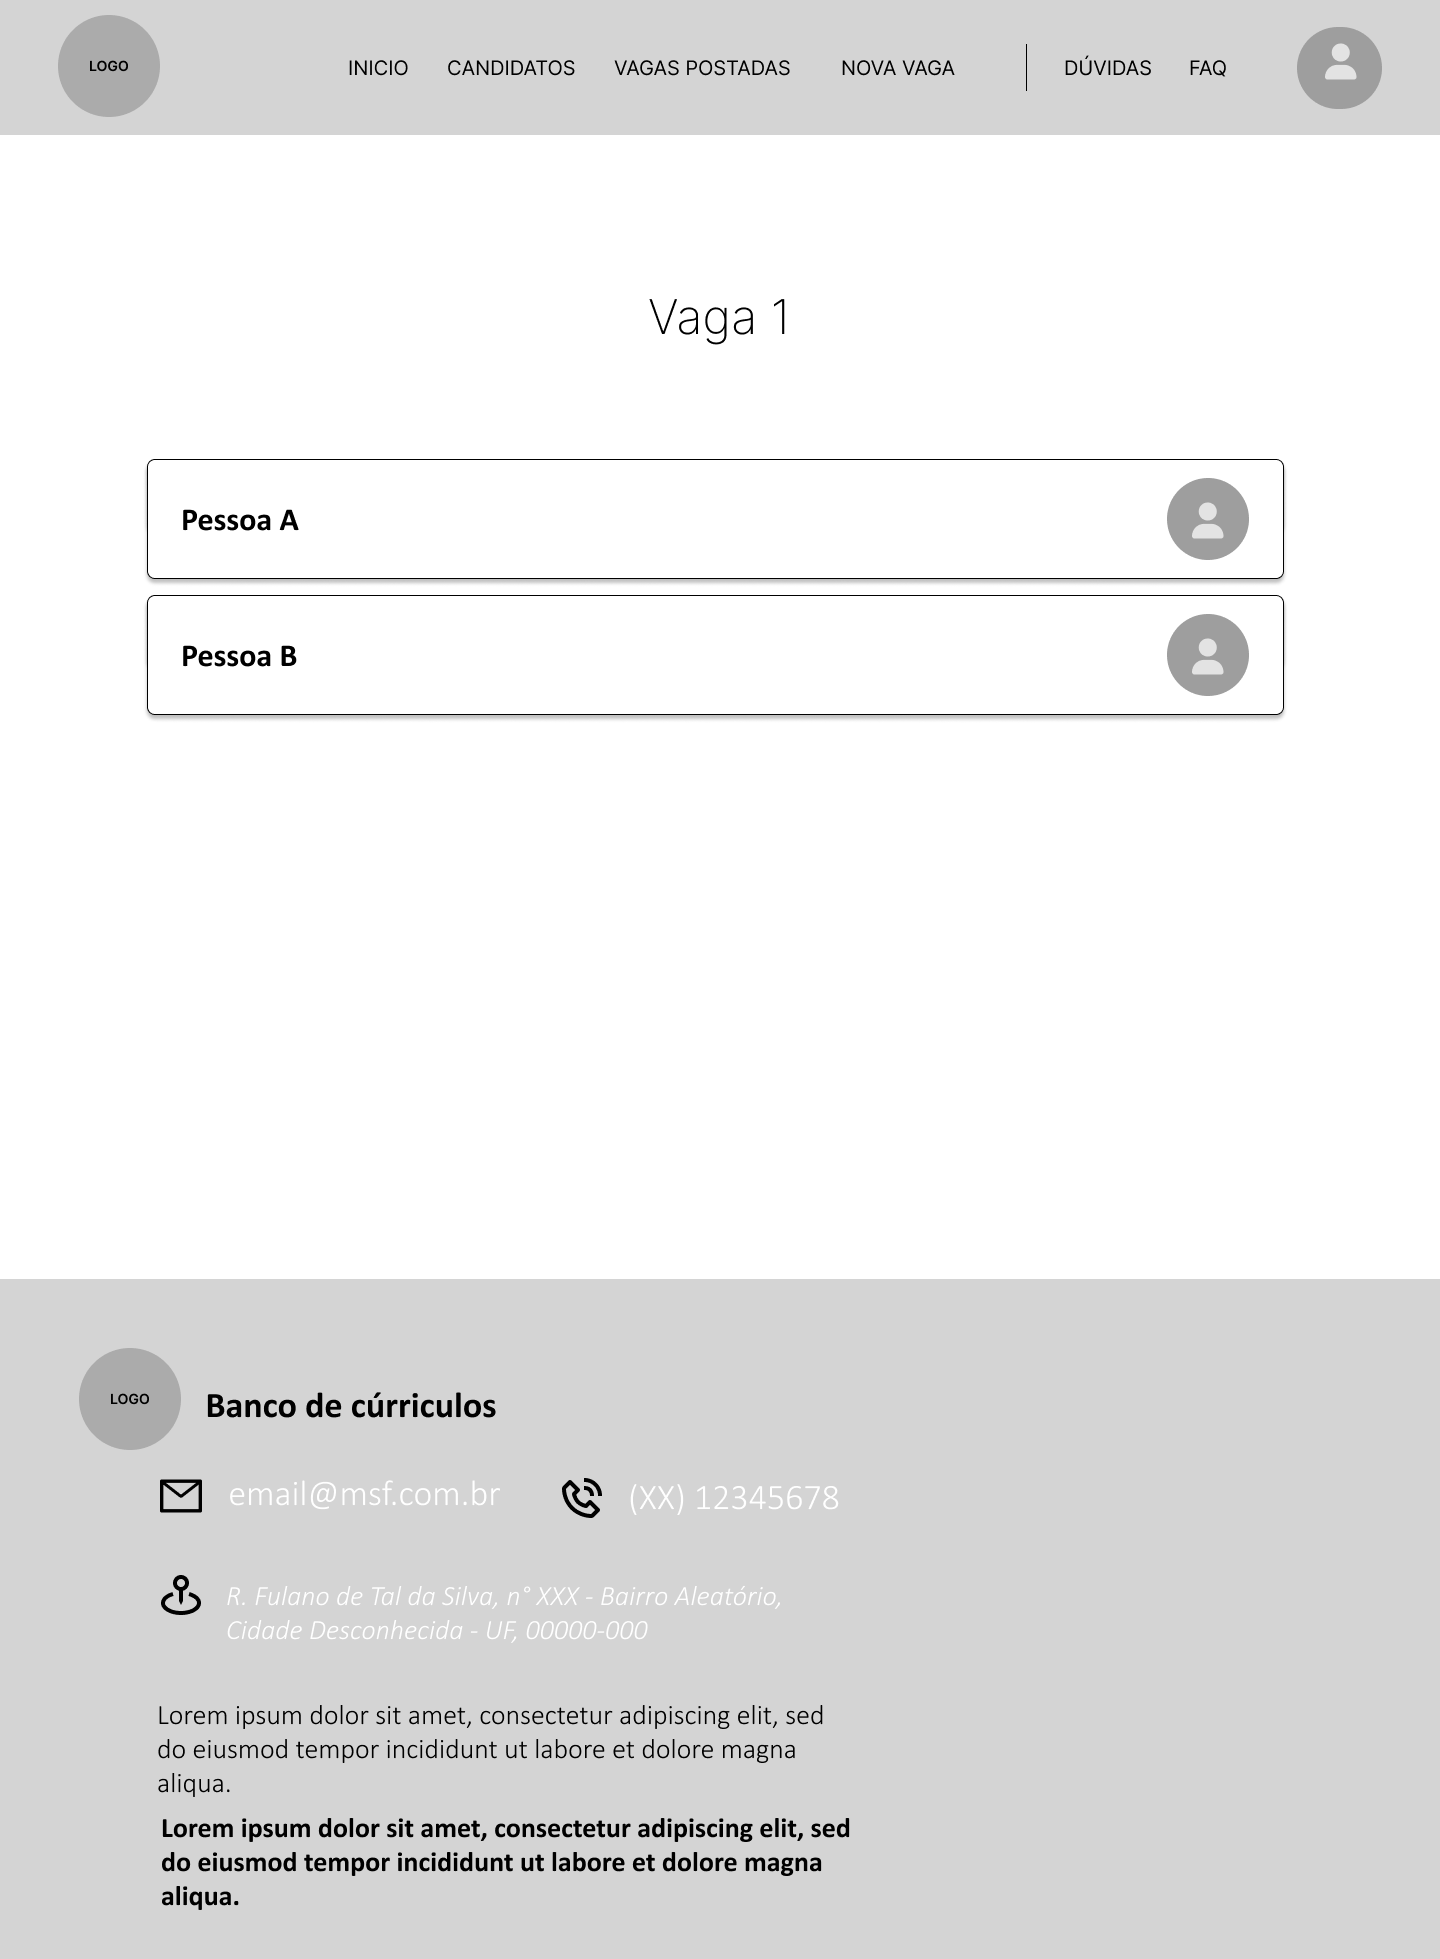 LOGO
INICIO CANDIDATOS VAGAS POSTADAS NOVA VAGA DÚVIDAS FAQ
Vaga 1
Pessoa A
Pessoa B
LOGO
Banco de cúrriculos
email@msf.com.br
(XX) 12345678
R. Fulano de Tal da Silva, n° XXX - Bairro Aleatório,
Cidade Desconhecida - UF, 00000-000
Lorem ipsum dolor sit amet, consectetur adipiscing elit, sed
do eiusmod tempor incididunt ut labore et dolore magna
aliqua.
Lorem ipsum dolor sit amet, consectetur adipiscing elit, sed
do eiusmod tempor incididunt ut labore et dolore magna
aliqua.